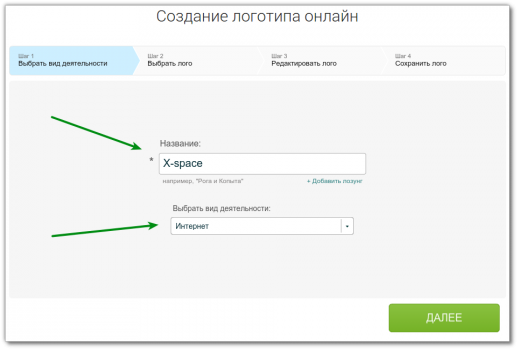 Создание логотипа онлайн
Шаг 1
Выбрать вид деятельности
Шаг 2
Выбрать лого
Шаг 3
Редактировать лого
Шаг 4
Сохранить лого
Название:
* X-space
например, "Рога и Копыта"
+ Добавить лозунг
Выбрать вид деятельности:
Интернет
ДАЛЕЕ